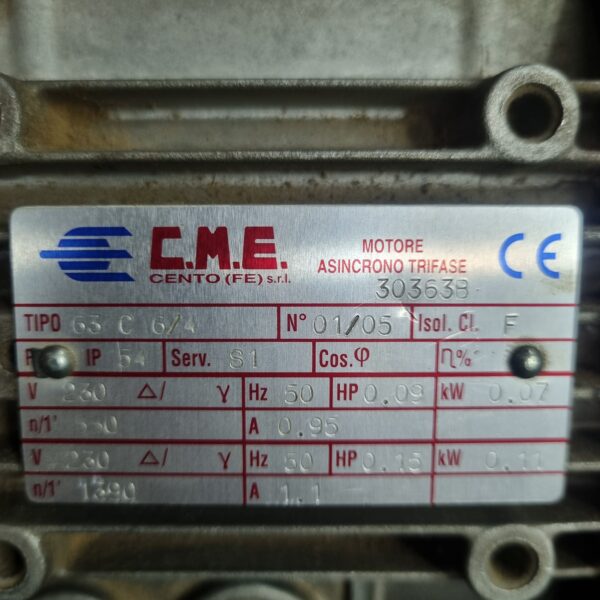 C.M.E.
CENTO (FE) s.r.l.
MOTORE
ASINCRONO TRIFASE
303638
CE
TIPO 63 C 6/4 N° 01/05 Isol. Cl. F
IP 54 Serv. S1 Cos.φ η%
V 230 Δ/ Y Hz 50 HP 0.09 kW 0.07
n/1' A 0.95
V 230 Δ/ Y Hz 50 HP 0.15 kW 0.11
n/1' 1390 A 1.1